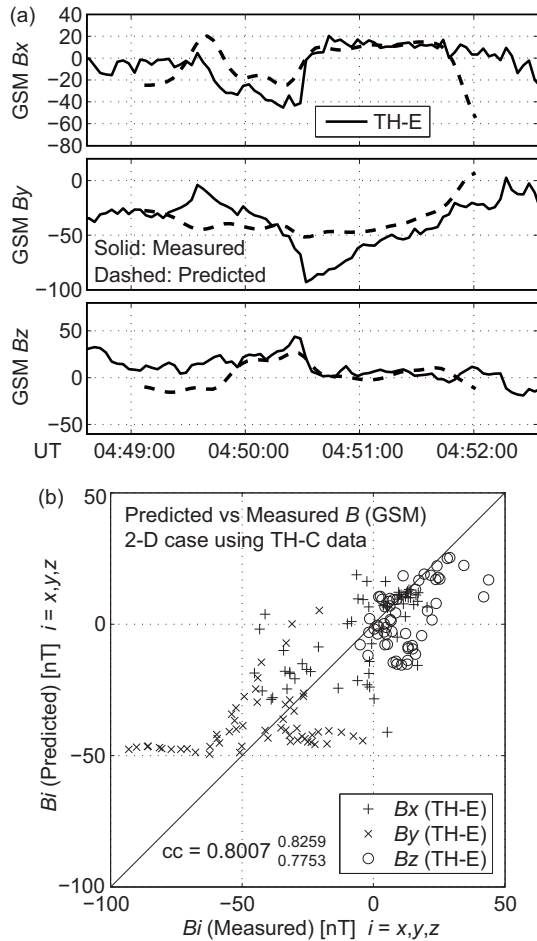 (a)
40
20
0
−20
−40
−60
80
GSM Bx
TH-E
0
−50
−100
GSM By
Solid: Measured
Dashed: Predicted
50
0
−50
GSM Bz
UT 04:49:00 04:50:00 04:51:00 04:52:00
(b)
Predicted vs Measured B (GSM)
2-D case using TH-C data
50
0
−50
−100
Bi (Predicted) [nT] i = x,y,z
cc = 0.8007 0.8259
0.7753
+ Bx (TH-E)
× By (TH-E)
○ Bz (TH-E)
−100 −50 0 50
Bi (Measured) [nT] i = x,y,z